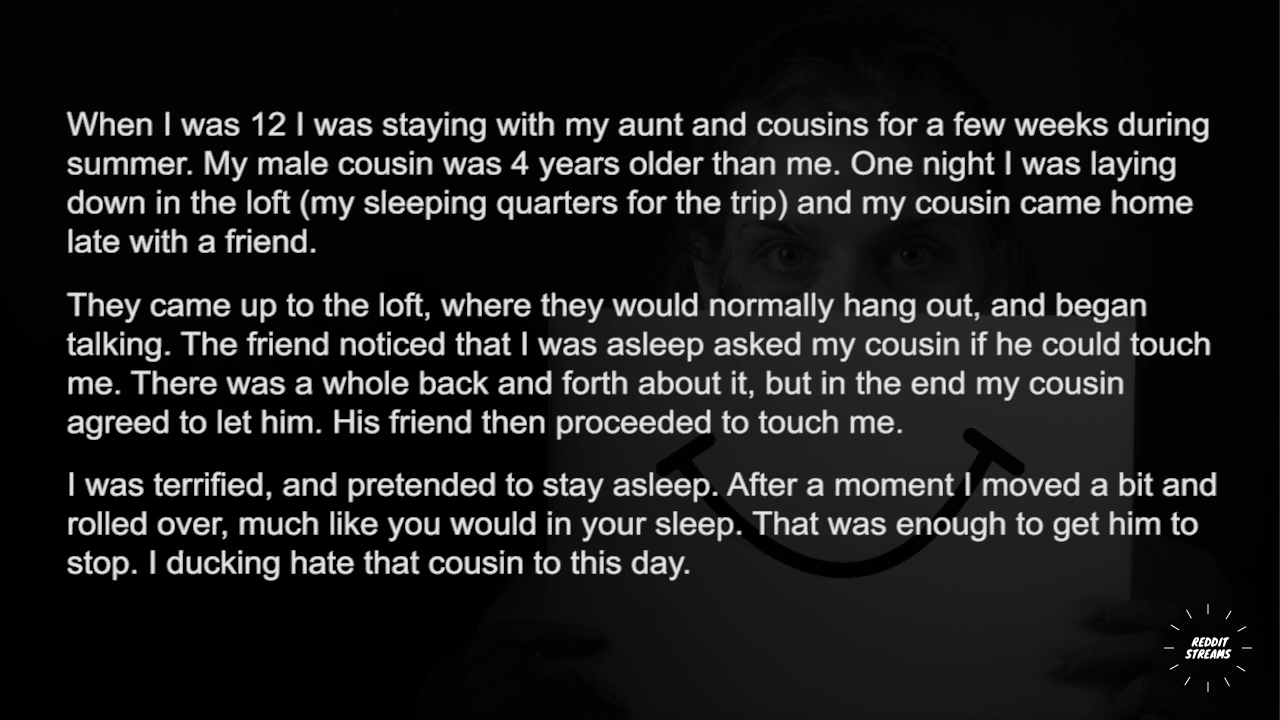 When I was 12 I was staying with my aunt and cousins for a few weeks during
summer. My male cousin was 4 years older than me. One night I was laying
down in the loft (my sleeping quarters for the trip) and my cousin came home
late with a friend.
They came up to the loft, where they would normally hang out, and began
talking. The friend noticed that I was asleep asked my cousin if he could touch
me. There was a whole back and forth about it, but in the end my cousin
agreed to let him. His friend then proceeded to touch me.
I was terrified, and pretended to stay asleep. After a moment I moved a bit and
rolled over, much like you would in your sleep. That was enough to get him to
stop. I ducking hate that cousin to this day.
REDDIT
STREAMS